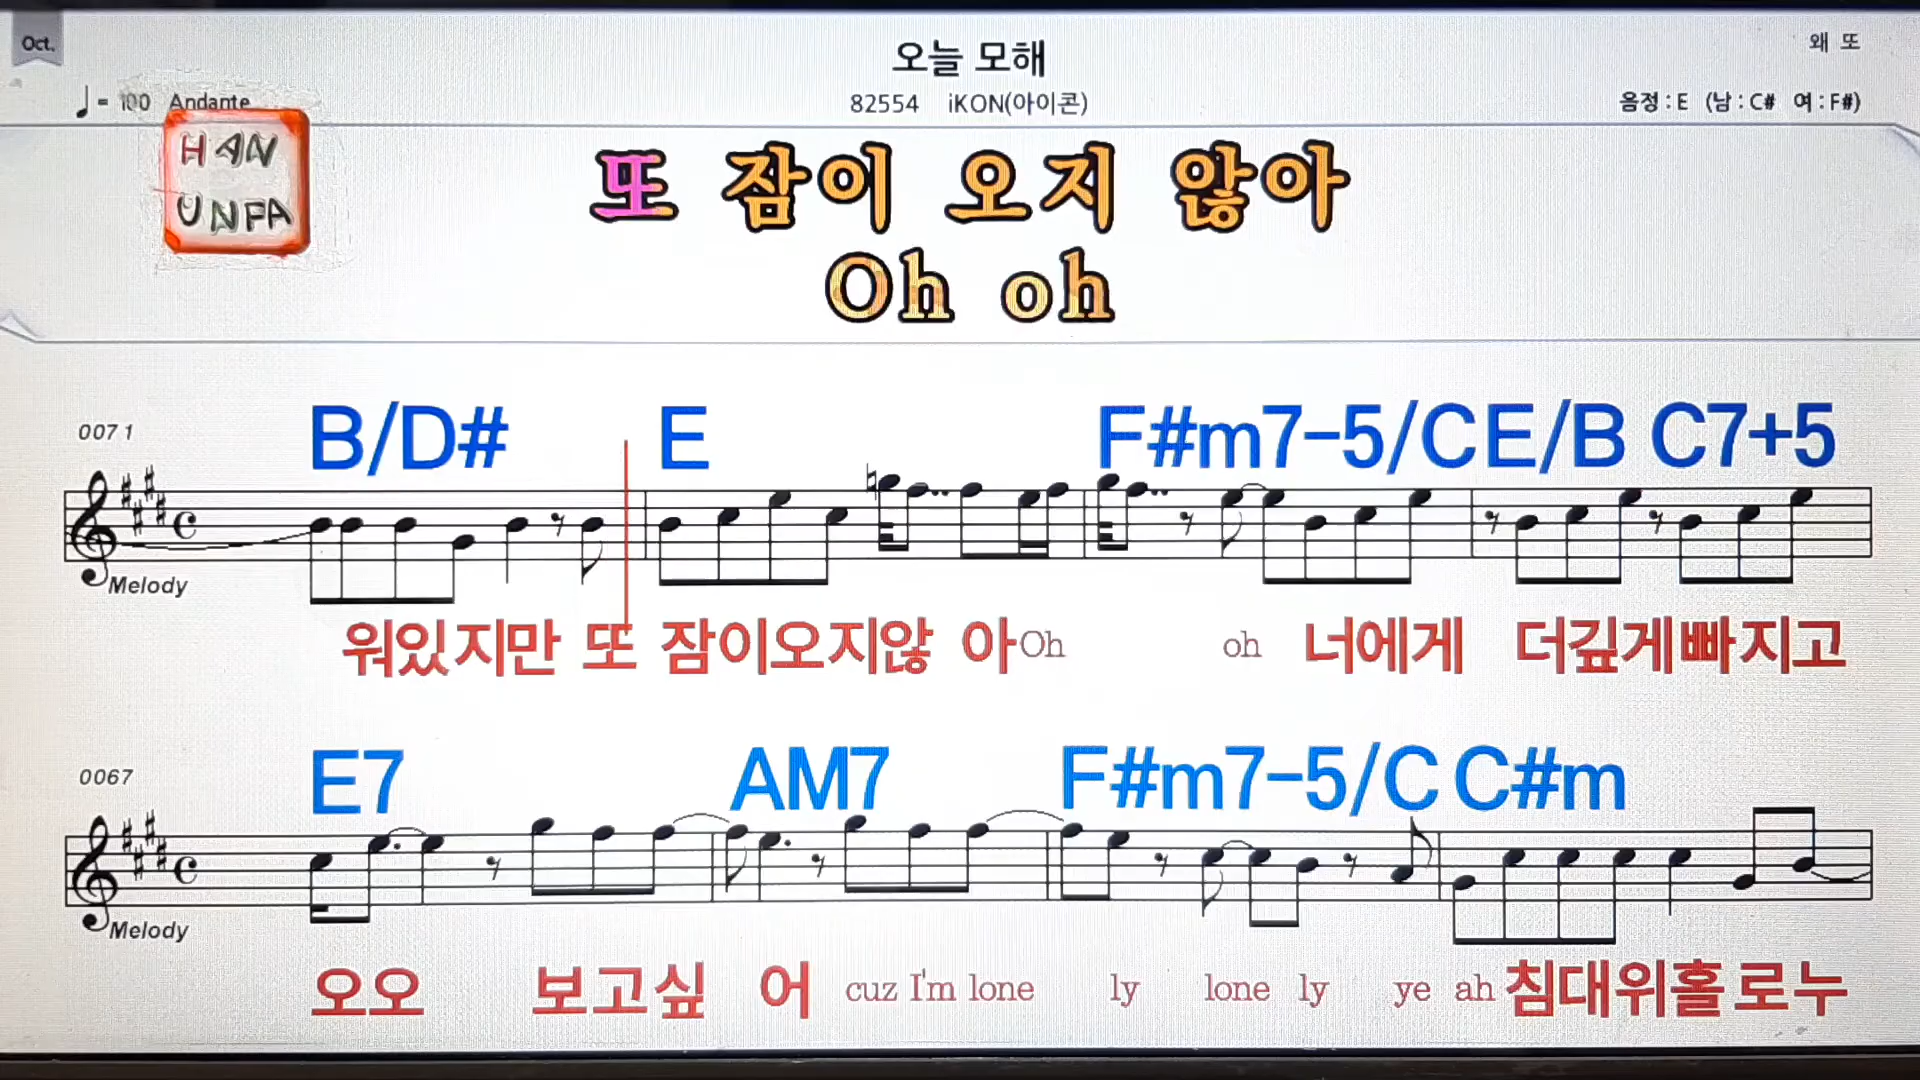 Oct.
오늘 모해
왜 또
♩= 100 Andante
82554 iKON(아이콘)
음정 : E (남 : C# 여 : F#)
HAN
UNPA
또 잠이 오지 않아
Oh oh
B/D# E F#m7-5/C E/B C7+5
0071
Melody
워있지만 또 잠이오지않 아 Oh oh 너에게 더깊게빠지고
E7 AM7 F#m7-5/C C#m
0067
Melody
오오 보고싶 어 cuz I'm lone ly lone ly ye ah 침대위홀로누